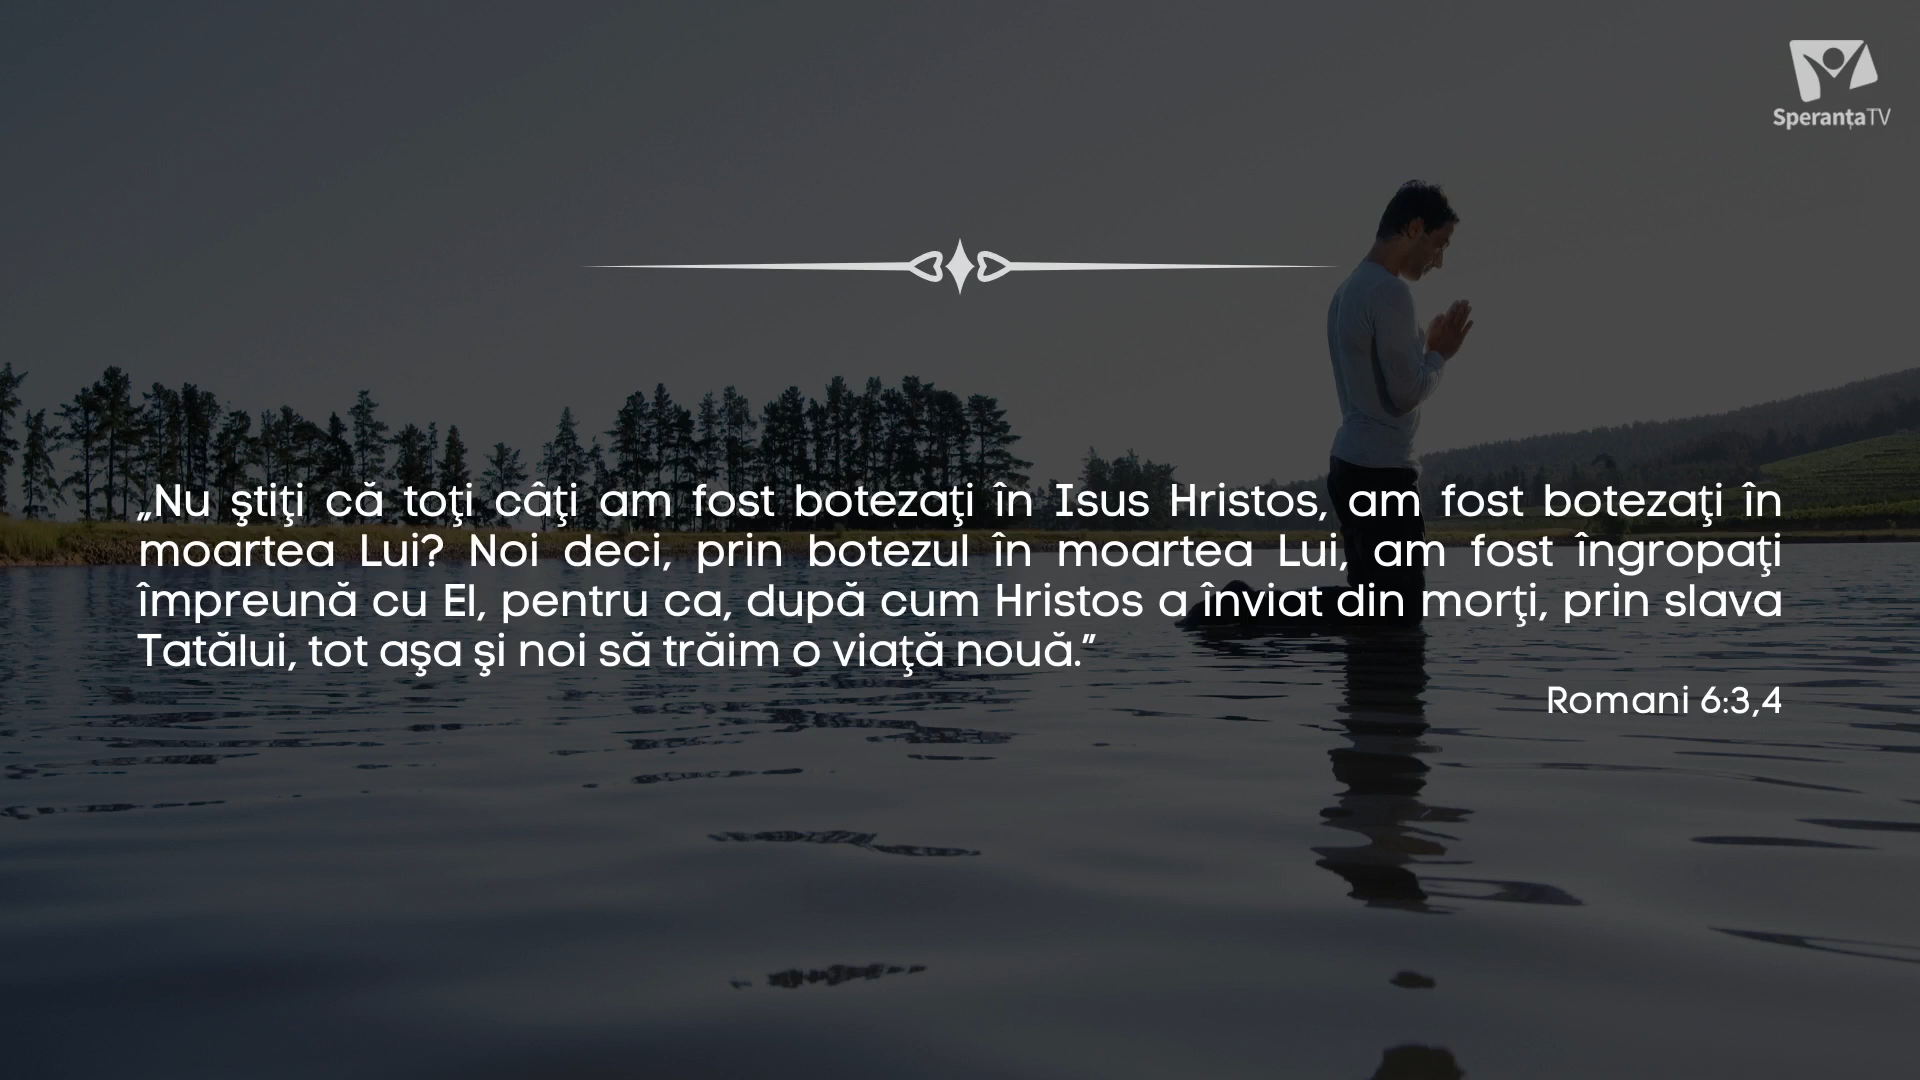 SperanțaTV
„Nu ştiţi că toţi câţi am fost botezaţi în Isus Hristos, am fost botezaţi în
moartea Lui? Noi deci, prin botezul în moartea Lui, am fost îngropaţi
împreună cu El, pentru ca, după cum Hristos a înviat din morţi, prin slava
Tatălui, tot aşa şi noi să trăim o viaţă nouă.”
Romani 6:3,4